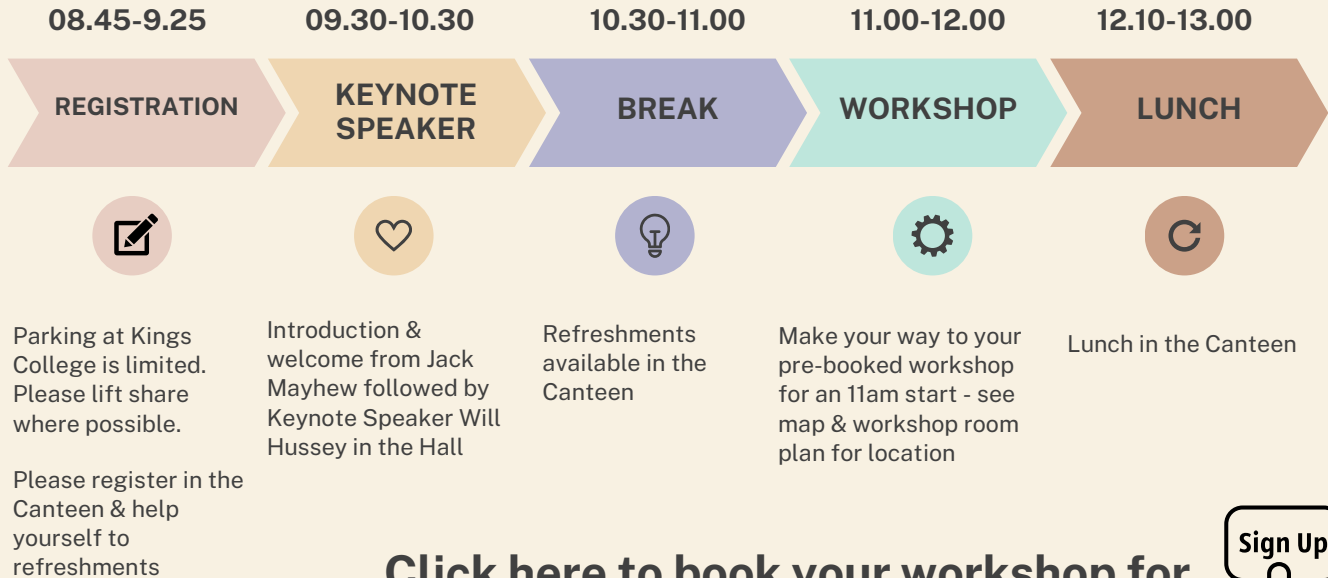 08.45-9.25
09.30-10.30
10.30-11.00
11.00-12.00
12.10-13.00
REGISTRATION
KEYNOTE
SPEAKER
BREAK
WORKSHOP
LUNCH
Parking at Kings
College is limited.
Please lift share
where possible.
Please register in the
Canteen & help
yourself to
refreshments
Introduction &
welcome from Jack
Mayhew followed by
Keynote Speaker Will
Hussey in the Hall
Refreshments
available in the
Canteen
Make your way to your
pre-booked workshop
for an 11am start - see
map & workshop room
plan for location
Lunch in the Canteen
Click here to book your workshop for
Sign Up